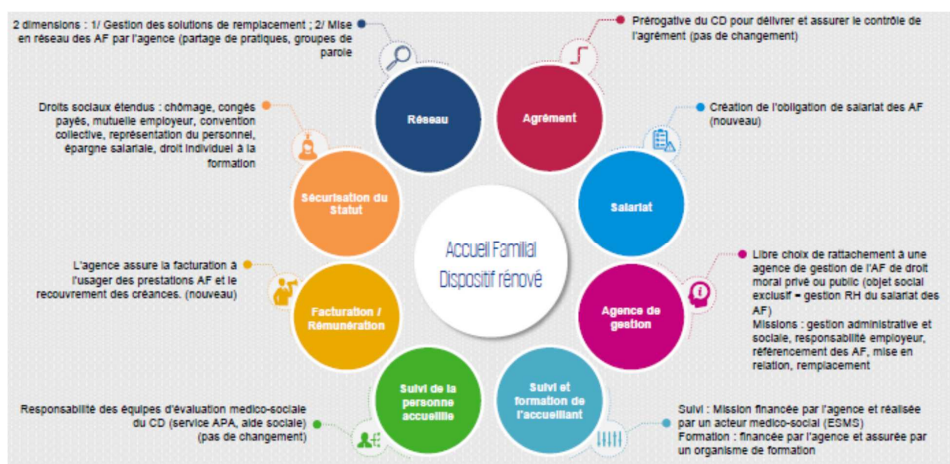 2 dimensions : 1/ Gestion des solutions de remplacement ; 2/ Mise
en réseau des AF par l'agence (partage de pratiques, groupes de
parole
Prérogative du CD pour délivrer et assurer le contrôle de
l'agrément (pas de changement)
Réseau
Agrément
Droits sociaux étendus : chômage, congés
payés, mutuelle employeur, convention
collective, représentation du personnel,
épargne salariale, droit individuel à la
formation
Création de l'obligation de salariat des AF
(nouveau)
Sécurisation du
Statut
Salariat
Accueil Familial
Dispositif rénové
L'agence assure la facturation à
l'usager des prestations AF et le
recouvrement des créances. (nouveau)
Libre choix de rattachement à une
agence de gestion de l'AF de droit
moral privé ou public (objet social
exclusif = gestion RH du salariat des
AF)
Missions : gestion administrative et
sociale, responsabilité employeur,
référencement des AF, mise en
relation, remplacement
Facturation /
Rémunération
Agence de
gestion
Suivi de la
personne
accueillie
Suivi et
formation de
l'accueillant
Responsabilité des équipes d'évaluation medico-sociale
du CD (service APA, aide sociale)
(pas de changement)
Suivi : Mission financée par l'agence et réalisée
par un acteur medico-social (ESMS)
Formation : financée par l'agence et assurée par
un organisme de formation